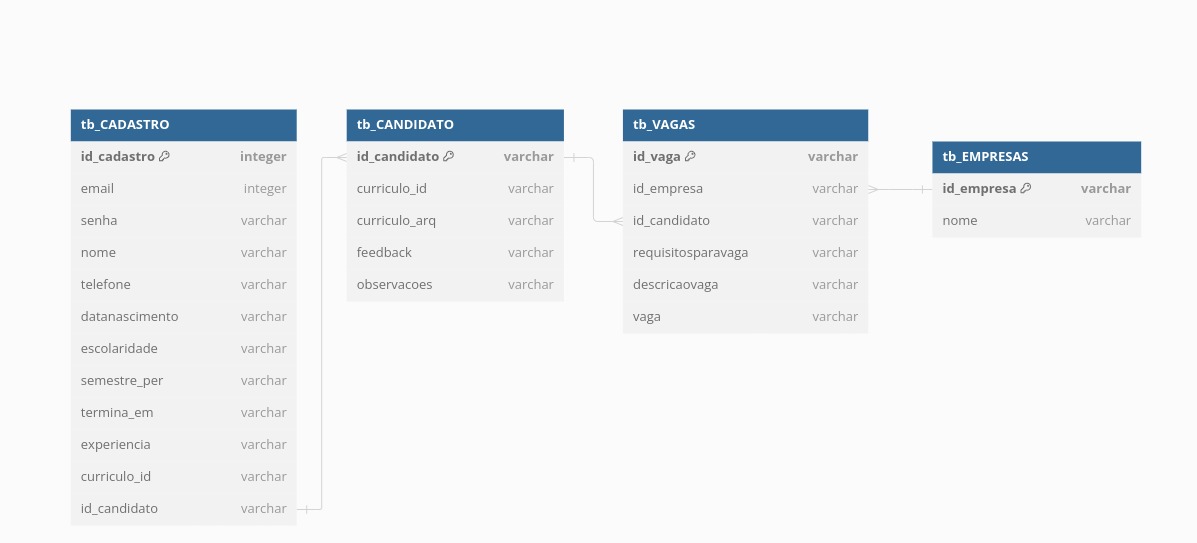 tb_CADASTRO
id_cadastro integer
email integer
senha varchar
nome varchar
telefone varchar
datanascimento varchar
escolaridade varchar
semestre_per varchar
termina_em varchar
experiencia varchar
curriculo_id varchar
id_candidato varchar
tb_CANDIDATO
id_candidato varchar
curriculo_id varchar
curriculo_arq varchar
feedback varchar
observacoes varchar
tb_VAGAS
id_vaga varchar
id_empresa varchar
id_candidato varchar
requisitosparavaga varchar
descricaovaga varchar
vaga varchar
tb_EMPRESAS
id_empresa varchar
nome varchar